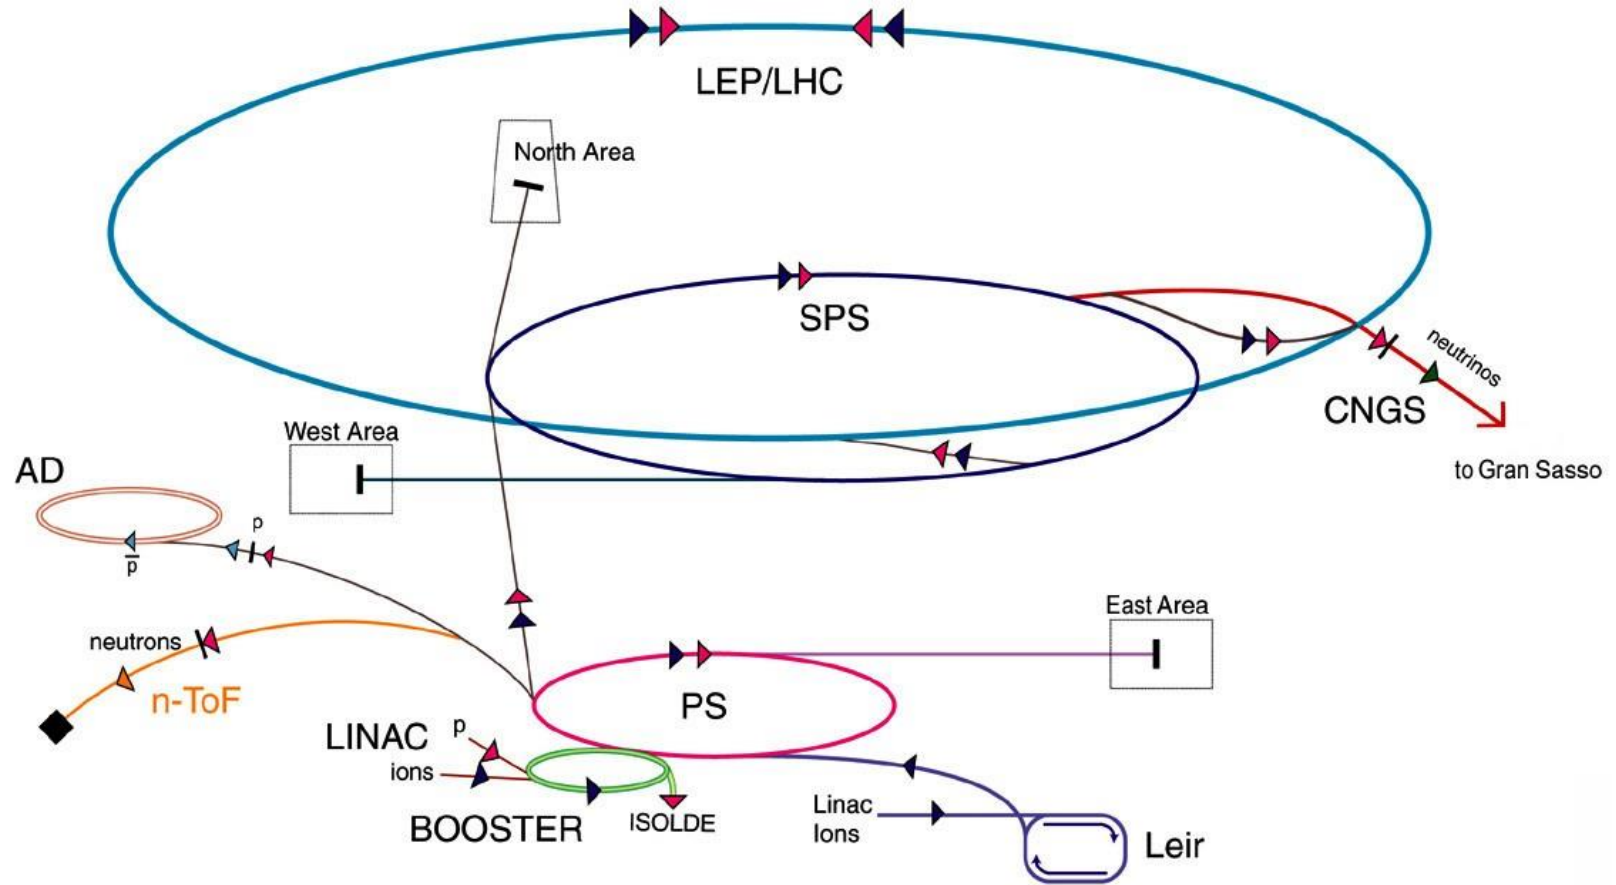 LEP/LHC
North Area
SPS
neutrinos
CNGS
West Area
to Gran Sasso
AD
p
p
East Area
neutrons
n-ToF
PS
LINAC
p
ions
BOOSTER
ISOLDE
Linac
Ions
Leir